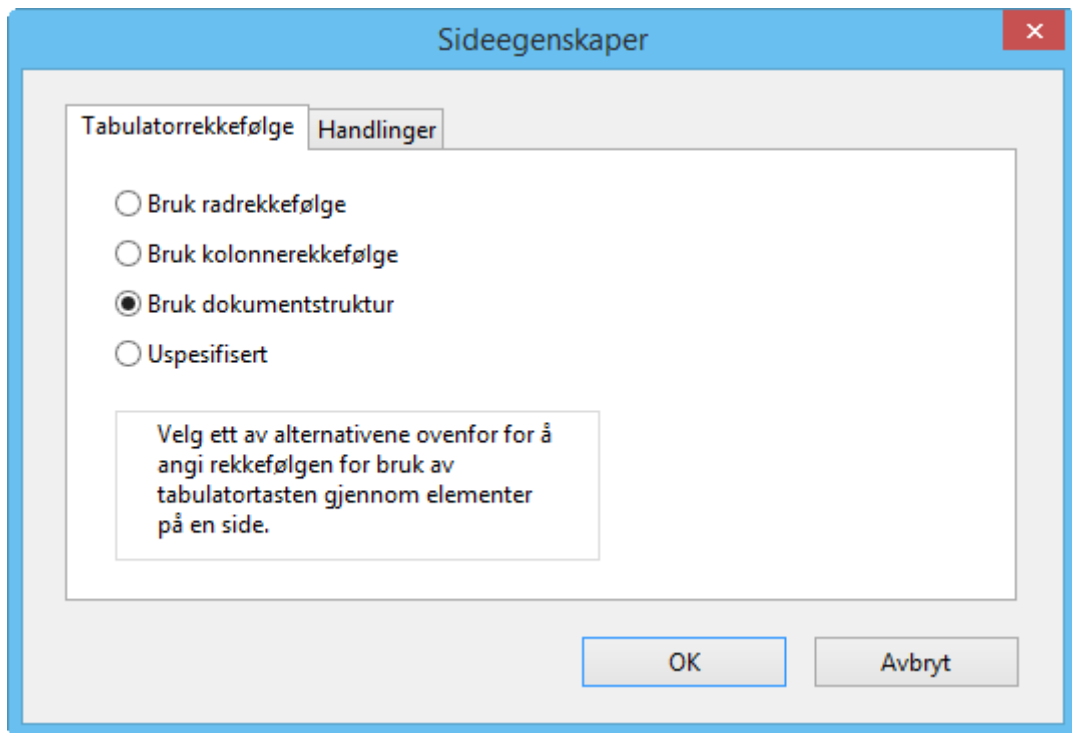 Sideegenskaper
Tabulatorrekkefølge
Handlinger
Bruk radrekkefølge
Bruk kolonnerekkefølge
Bruk dokumentstruktur
Uspesifisert
Velg ett av alternativene ovenfor for å
angi rekkefølgen for bruk av
tabulatortasten gjennom elementer
på en side.
OK
Avbryt